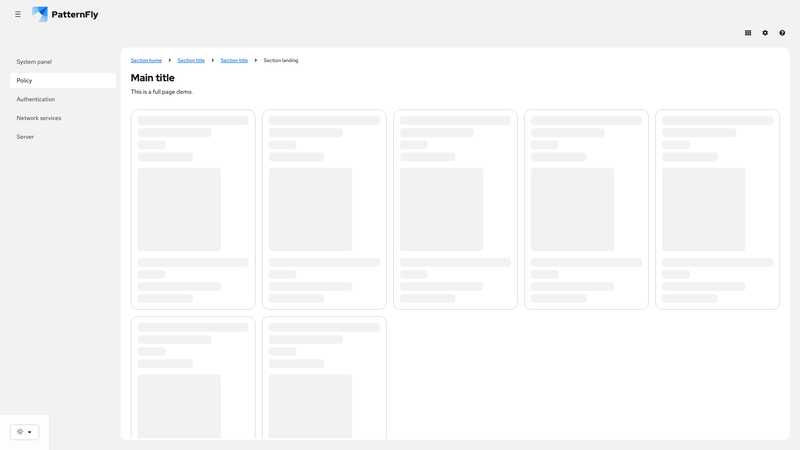 PatternFly
System panel
Policy
Authentication
Network services
Server
Section home Section title Section title Section landing
Main title
This is a full page demo.